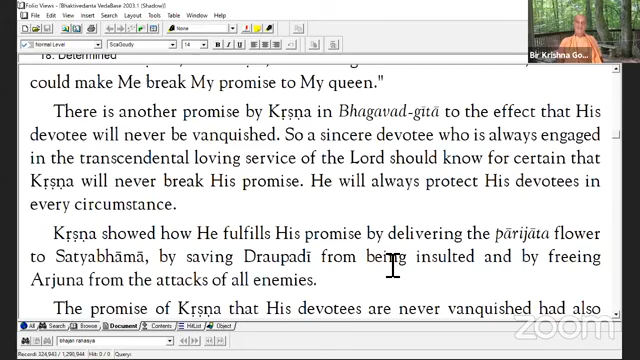 Folio Views - [Bhaktivedanta VedaBase 2003.1 (Shadow)]
File Edit View Search Layout Insert Tools Window Help
Normal Level
ScaGoudy
14
None
18. Determined
could make Me break My promise to My queen."
There is another promise by Kṛṣṇa in Bhagavad-gītā to the effect that His
devotee will never be vanquished. So a sincere devotee who is always engaged
in the transcendental loving service of the Lord should know for certain that
Kṛṣṇa will never break His promise. He will always protect His devotees in
every circumstance.
Kṛṣṇa showed how He fulfills His promise by delivering the pārijāta flower
to Satyabhāmā, by saving Draupadī from being insulted and by freeing
Arjuna from the attacks of all enemies.
The promise of Kṛṣṇa that His devotees are never vanquished had also
All Search Browse Document Contents Hit List Object
bhajan rahasya
Record: 324,943 / 1,298,944 Hit: 0 / 0 Query:
Bir Krishna Go...
zoom